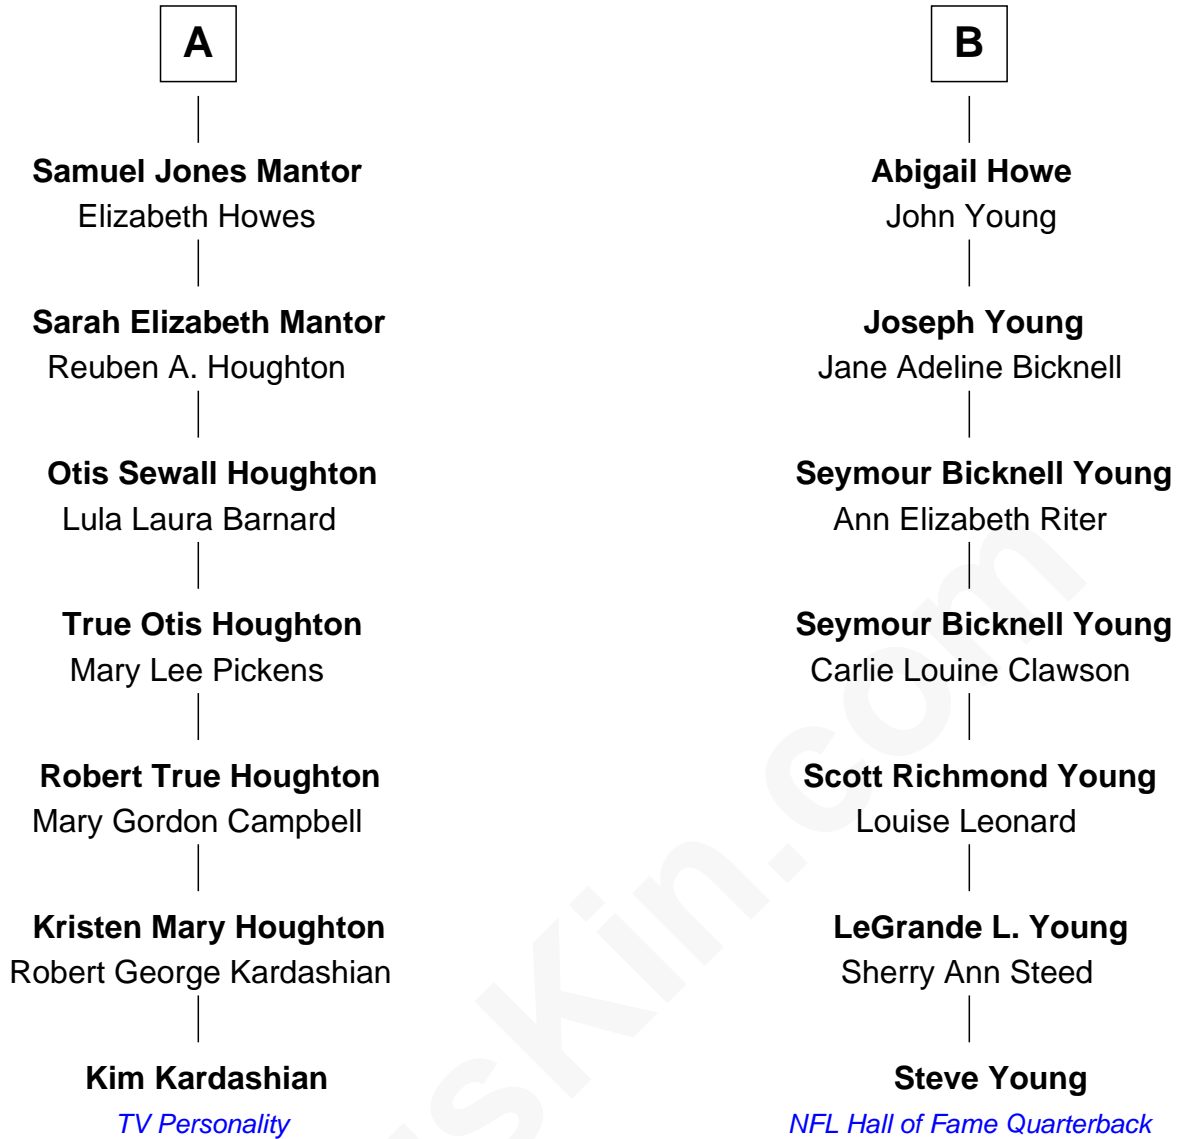 A
B
Samuel Jones Mantor
Elizabeth Howes
Abigail Howe
John Young
Sarah Elizabeth Mantor
Reuben A. Houghton
Joseph Young
Jane Adeline Bicknell
Otis Sewall Houghton
Lula Laura Barnard
Seymour Bicknell Young
Ann Elizabeth Riter
True Otis Houghton
Mary Lee Pickens
Seymour Bicknell Young
Carlie Louine Clawson
Robert True Houghton
Mary Gordon Campbell
Scott Richmond Young
Louise Leonard
Kristen Mary Houghton
Robert George Kardashian
LeGrande L. Young
Sherry Ann Steed
Kim Kardashian
TV Personality
Steve Young
NFL Hall of Fame Quarterback